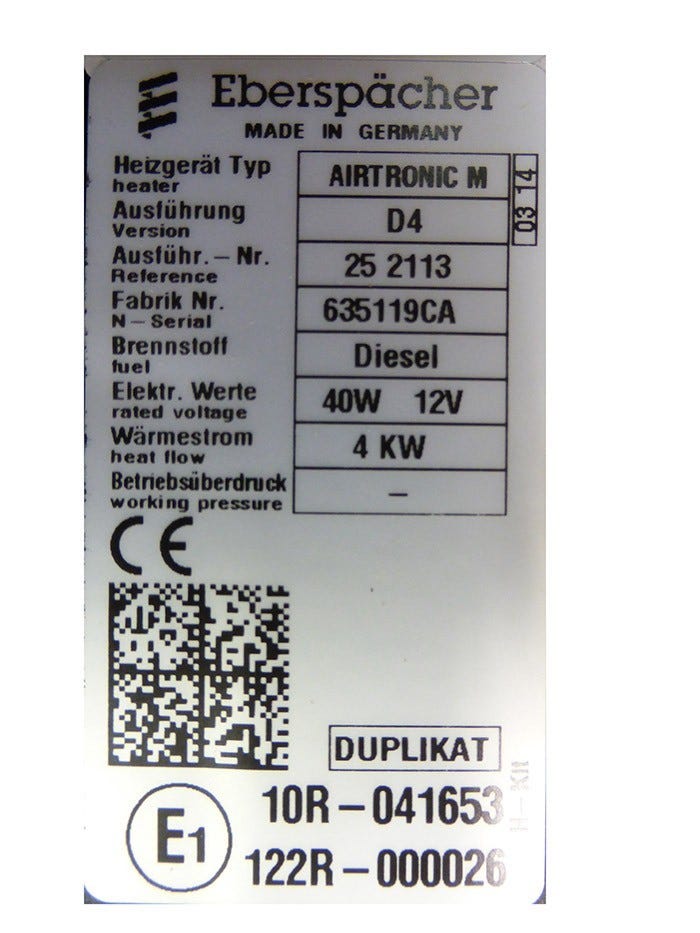 Eberspächer
MADE IN GERMANY
Heizgerät Typ
heater
AIRTRONIC M
03 14
Ausführung
Version
D4
Ausführ. – Nr.
Reference
25 2113
Fabrik Nr.
N – Serial
635119CA
Brennstoff
fuel
Diesel
Elektr. Werte
rated voltage
40W 12V
Wärmestrom
heat flow
4 KW
Betriebsüberdruck
working pressure
–
CE
DUPLIKAT
H-Kit
E1
10R – 041653
122R – 000026